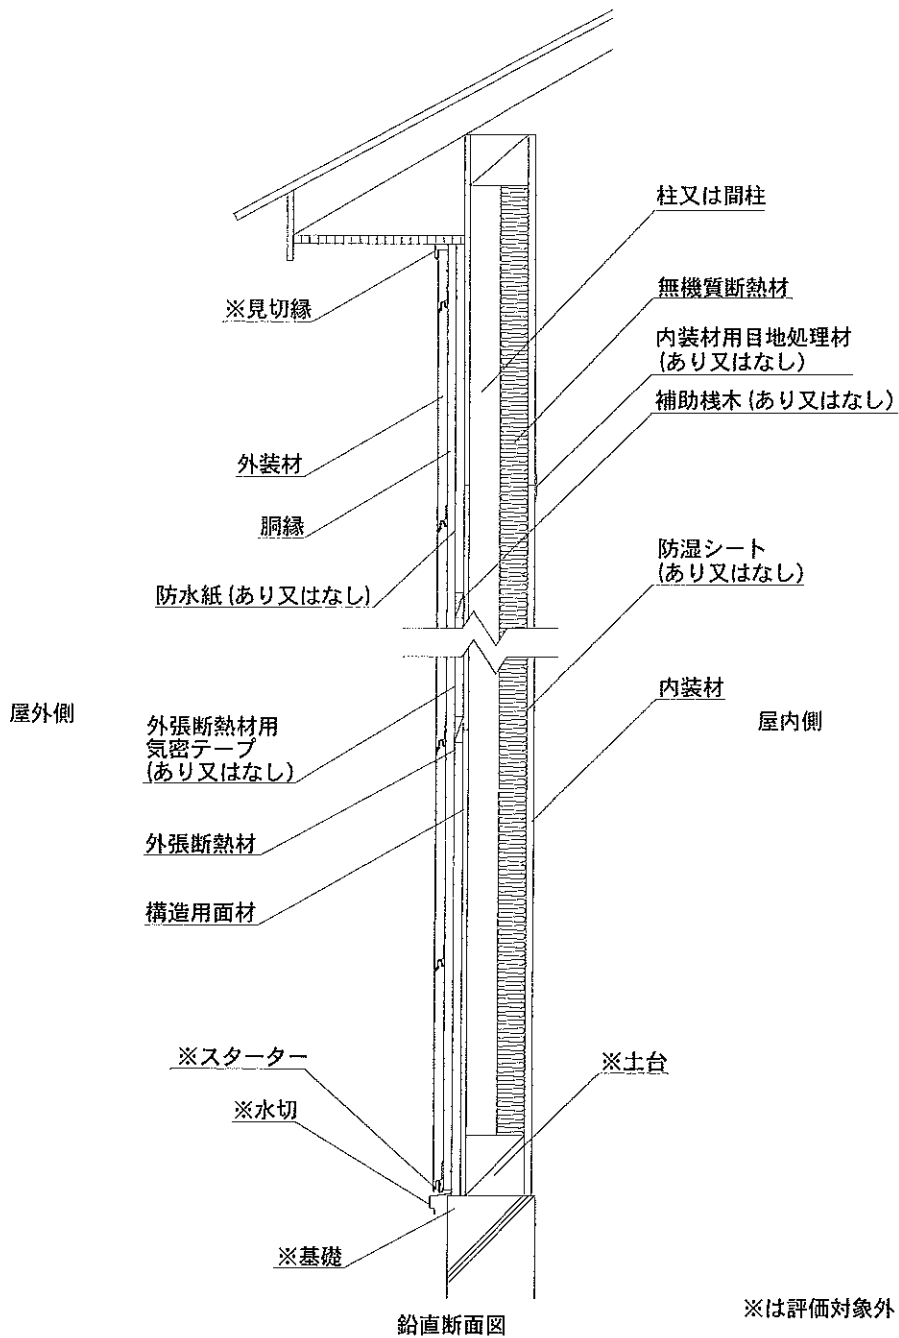 柱又は間柱
無機質断熱材
※見切縁
内装材用目地処理材
(あり又はなし)
補助桟木 (あり又はなし)
外装材
胴縁
防湿シート
(あり又はなし)
防水紙 (あり又はなし)
内装材
屋外側
屋内側
外張断熱材用
気密テープ
(あり又はなし)
外張断熱材
構造用面材
※スターター
※土台
※水切
※基礎
※は評価対象外
鉛直断面図